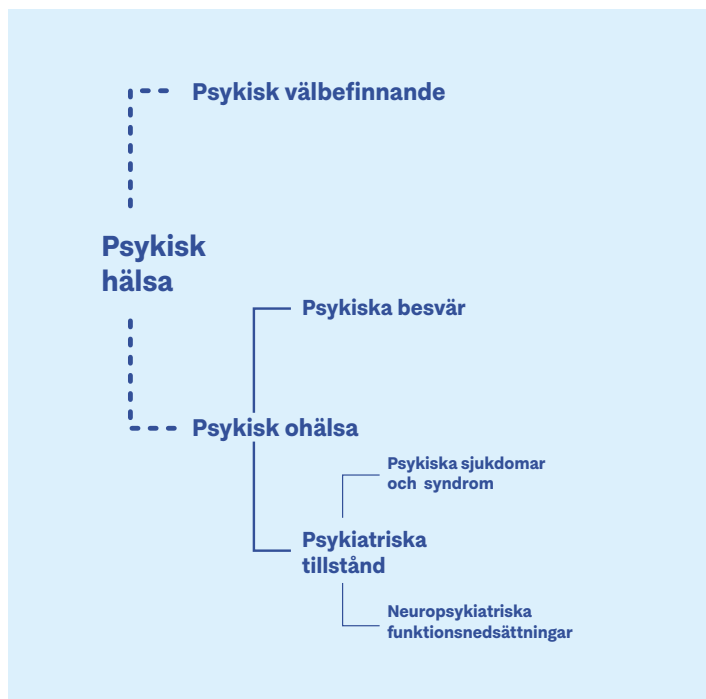 Psykisk välbefinnande
Psykisk
hälsa
Psykiska besvär
Psykisk ohälsa
Psykiska sjukdomar
och syndrom
Psykiatriska
tillstånd
Neuropsykiatriska
funktionsnedsättningar